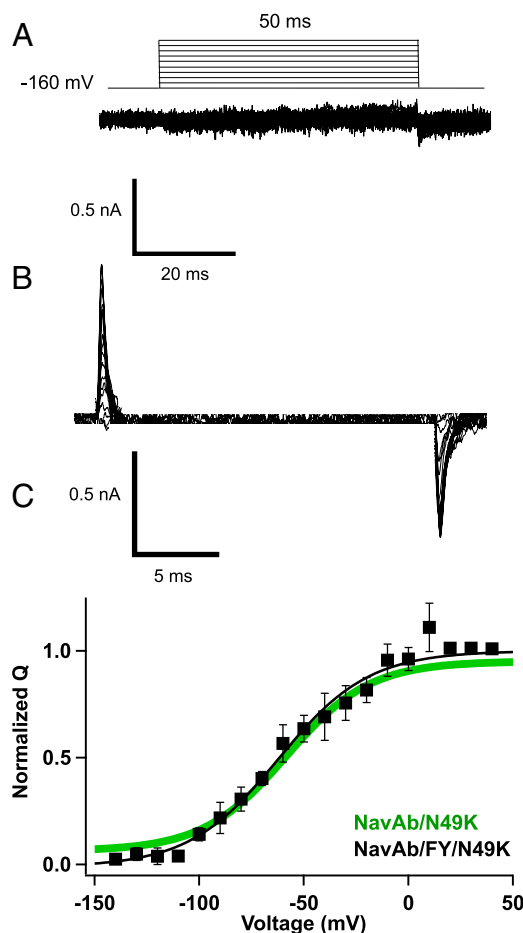 A
50 ms
-160 mV
0.5 nA
20 ms
B
0.5 nA
5 ms
C
Normalized Q
1.0
0.5
0.0
NavAb/N49K
NavAb/FY/N49K
-150
-100
-50
0
50
Voltage (mV)